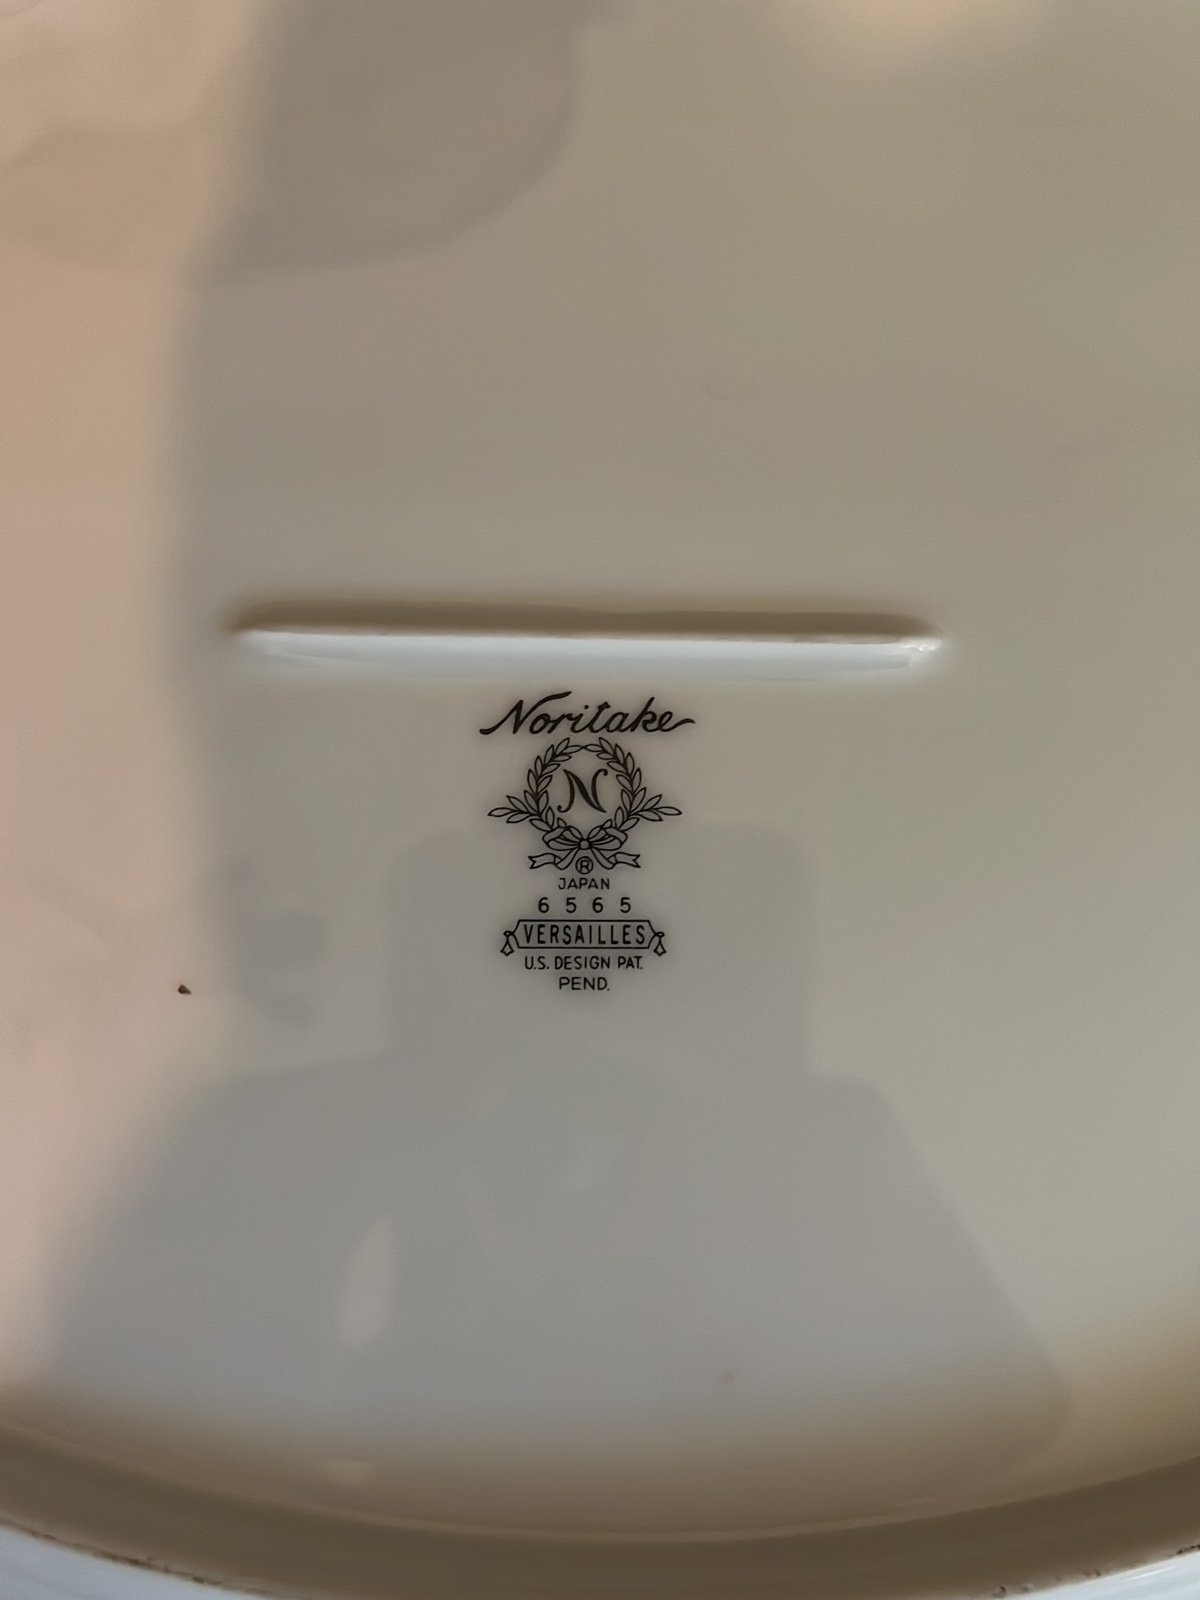 Noritake
N
®
JAPAN
6565
VERSAILLES
U.S. DESIGN PAT.
PEND.